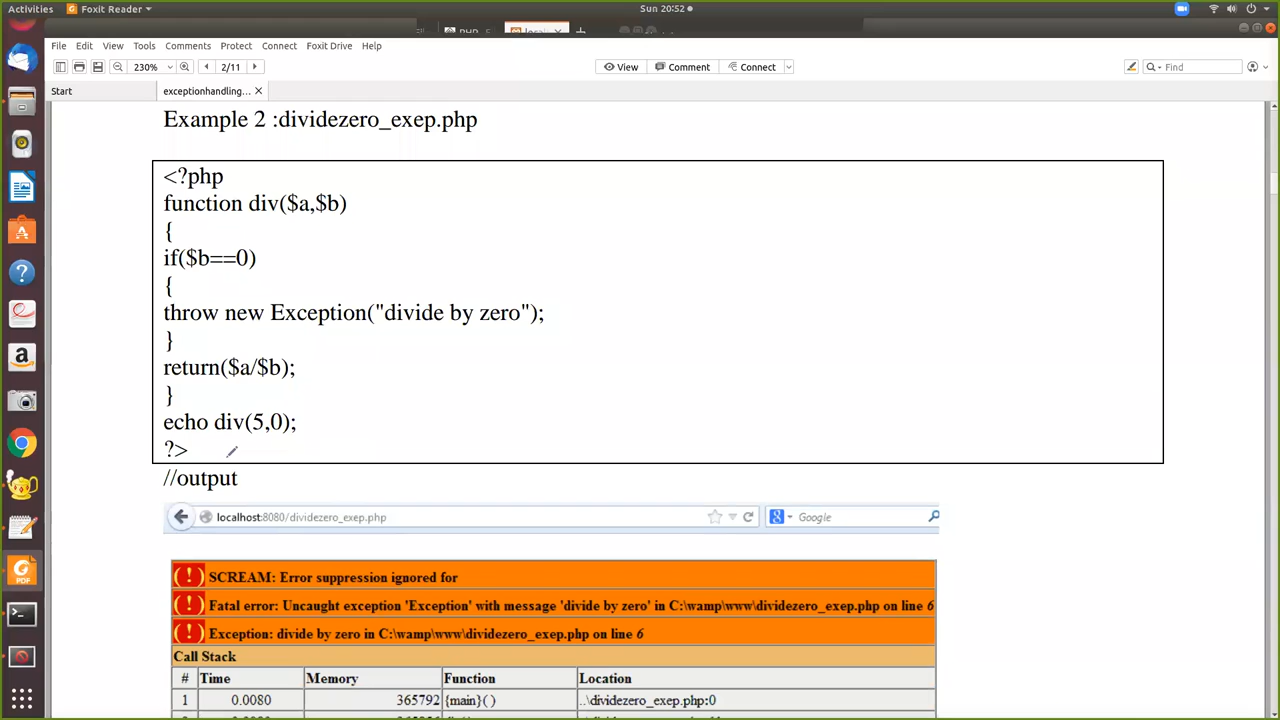 Activities Foxit Reader Sun 20:52
File Edit View Tools Comments Protect Connect Foxit Drive Help
230% 2/11 View Comment Connect Find
Start exceptionhandling...
Example 2 :dividezero_exep.php
<?php
function div($a,$b)
{
if($b==0)
{
throw new Exception("divide by zero");
}
return($a/$b);
}
echo div(5,0);
?>
//output
localhost:8080/dividezero_exep.php Google
(!) SCREAM: Error suppression ignored for
(!) Fatal error: Uncaught exception 'Exception' with message 'divide by zero' in C:\wamp\www\dividezero_exep.php on line 6
(!) Exception: divide by zero in C:\wamp\www\dividezero_exep.php on line 6
Call Stack
# Time Memory Function Location
1 0.0080 365792 {main}( ) ..\dividezero_exep.php:0